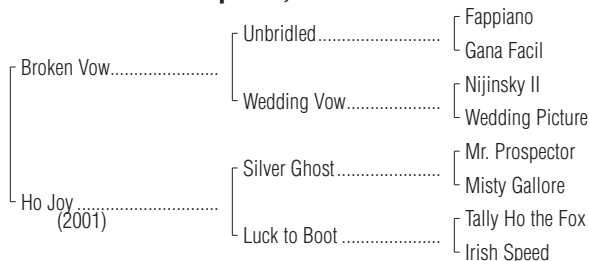 Fappiano
Unbridled
Gana Facil
Broken Vow
Nijinsky II
Wedding Vow
Wedding Picture
Mr. Prospector
Silver Ghost
Misty Gallore
Ho Joy
(2001)
Tally Ho the Fox
Luck to Boot
Irish Speed